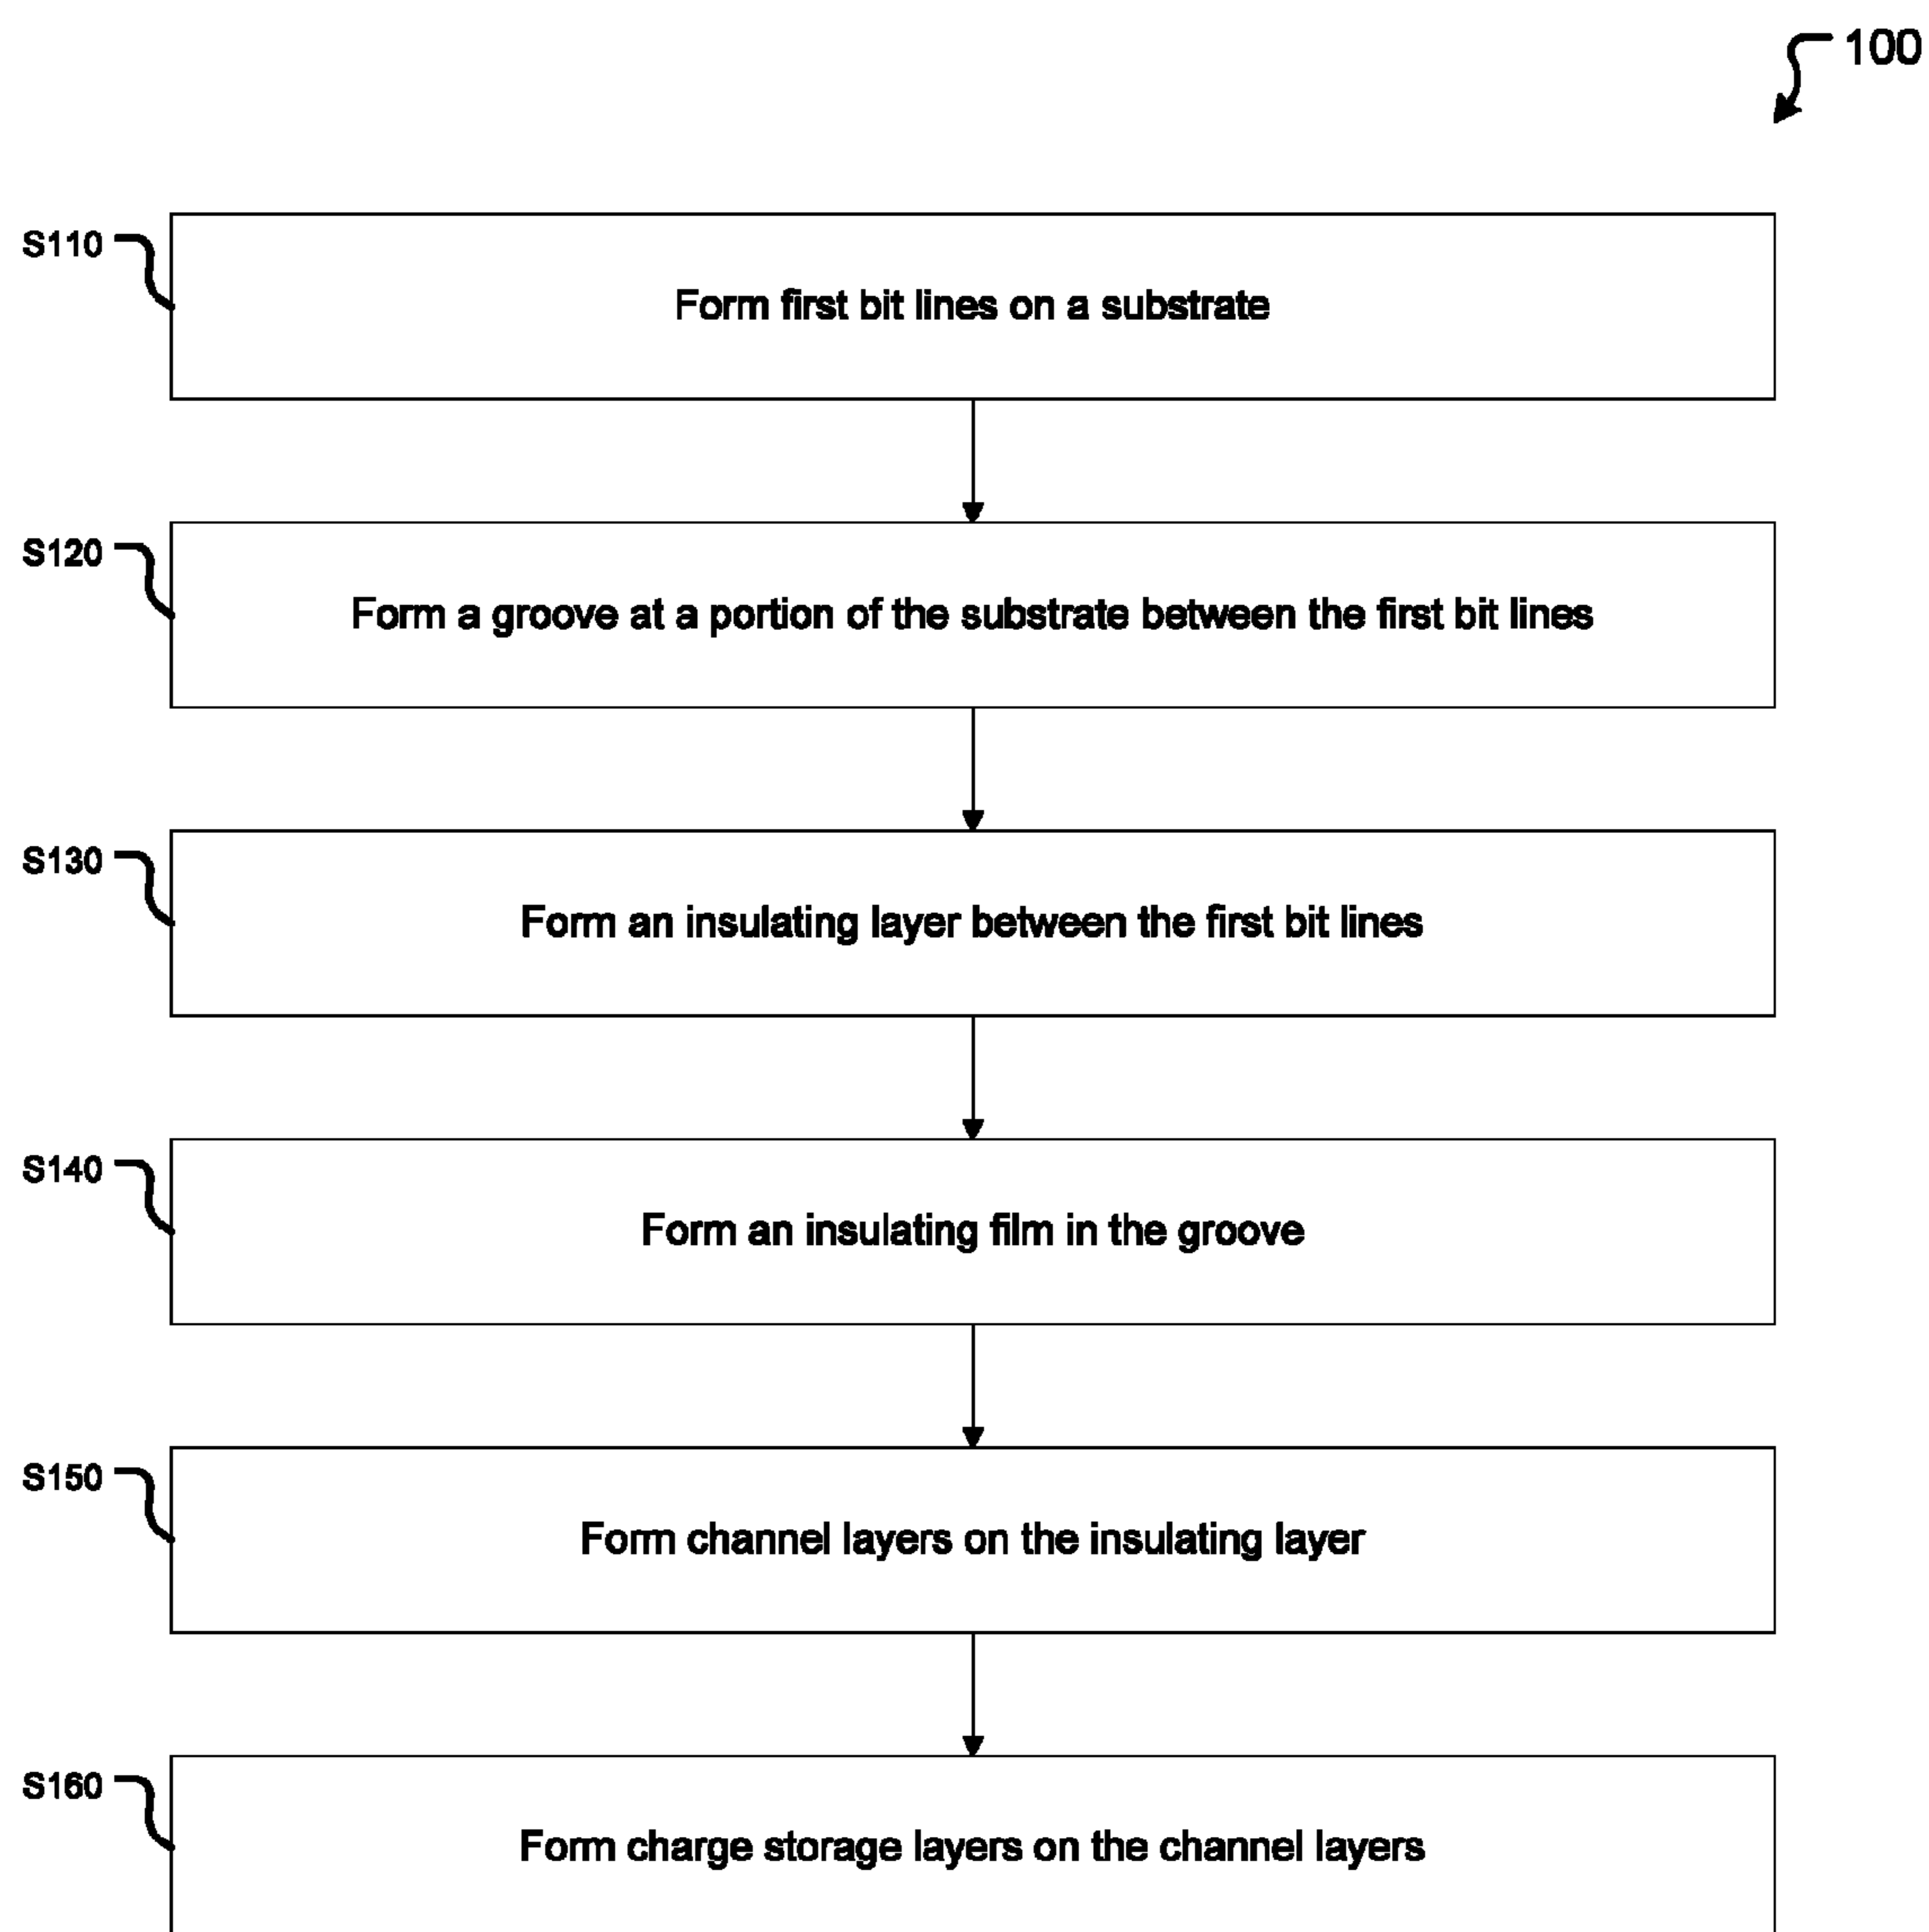 100
S110
Form first bit lines on a substrate
S120
Form a groove at a portion of the substrate between the first bit lines
S130
Form an insulating layer between the first bit lines
S140
Form an insulating film in the groove
S150
Form channel layers on the insulating layer
S160
Form charge storage layers on the channel layers